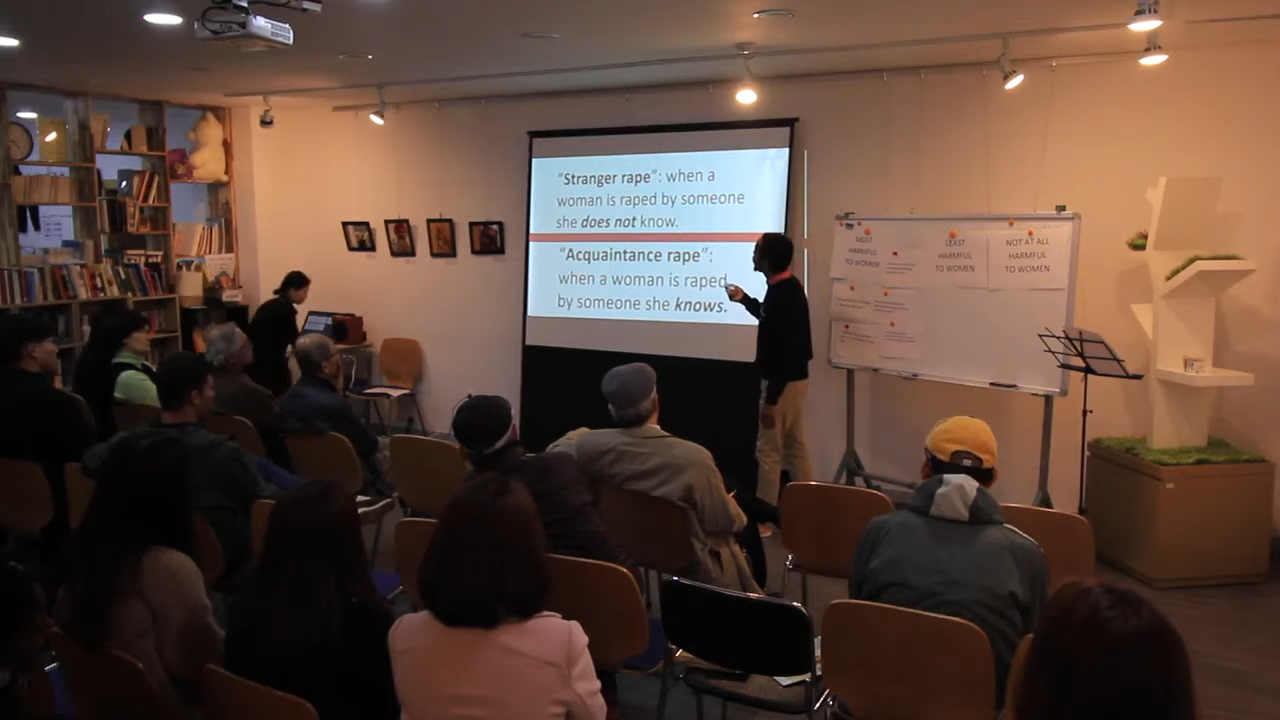 "Stranger rape": when a
woman is raped by someone
she does not know.
"Acquaintance rape":
when a woman is raped
by someone she knows.
MOST
HARMFUL
TO WOMEN
LEAST
HARMFUL
TO WOMEN
NOT AT ALL
HARMFUL
TO WOMEN